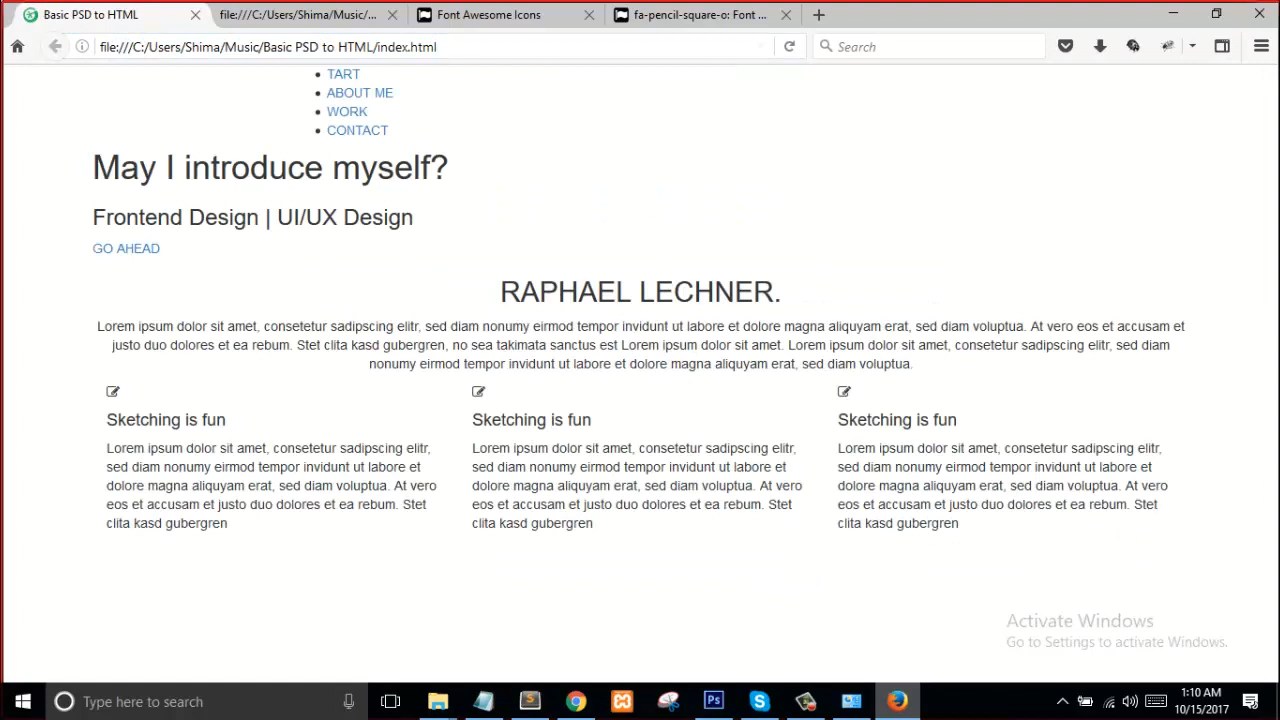 Basic PSD to HTML
file:///C:/Users/Shima/Music/...
Font Awesome Icons
fa-pencil-square-o: Font ...
file:///C:/Users/Shima/Music/Basic PSD to HTML/index.html
Search
TART
ABOUT ME
WORK
CONTACT
May I introduce myself?
Frontend Design | UI/UX Design
GO AHEAD
RAPHAEL LECHNER.
Lorem ipsum dolor sit amet, consetetur sadipscing elitr, sed diam nonumy eirmod tempor invidunt ut labore et dolore magna aliquyam erat, sed diam voluptua. At vero eos et accusam et
justo duo dolores et ea rebum. Stet clita kasd gubergren, no sea takimata sanctus est Lorem ipsum dolor sit amet. Lorem ipsum dolor sit amet, consetetur sadipscing elitr, sed diam
nonumy eirmod tempor invidunt ut labore et dolore magna aliquyam erat, sed diam voluptua.
Sketching is fun
Lorem ipsum dolor sit amet, consetetur sadipscing elitr,
sed diam nonumy eirmod tempor invidunt ut labore et
dolore magna aliquyam erat, sed diam voluptua. At vero
eos et accusam et justo duo dolores et ea rebum. Stet
clita kasd gubergren
Sketching is fun
Lorem ipsum dolor sit amet, consetetur sadipscing elitr,
sed diam nonumy eirmod tempor invidunt ut labore et
dolore magna aliquyam erat, sed diam voluptua. At vero
eos et accusam et justo duo dolores et ea rebum. Stet
clita kasd gubergren
Sketching is fun
Lorem ipsum dolor sit amet, consetetur sadipscing elitr,
sed diam nonumy eirmod tempor invidunt ut labore et
dolore magna aliquyam erat, sed diam voluptua. At vero
eos et accusam et justo duo dolores et ea rebum. Stet
clita kasd gubergren
Activate Windows
Go to Settings to activate Windows.
Type here to search
Ps
1:10 AM
10/15/2017